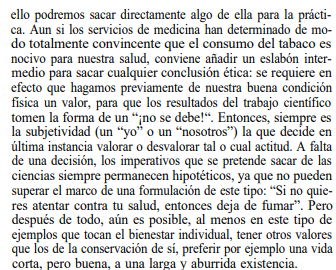 ello podremos sacar directamente algo de ella para la prácti-
ca. Aun si los servicios de medicina han determinado de mo-
do totalmente convincente que el consumo del tabaco es
nocivo para nuestra salud, conviene añadir un eslabón inter-
medio para sacar cualquier conclusión ética: se requiere en
efecto que hagamos previamente de nuestra buena condición
física un valor, para que los resultados del trabajo científico
tomen la forma de un “¡no se debe!“. Entonces, siempre es
la subjetividad (un “yo” o un “nosotros”) la que decide en
última instancia valorar o desvalorar tal o cual actitud. A falta
de una decisión, los imperativos que se pretende sacar de las
ciencias siempre permanecen hipotéticos, ya que no pueden
superar el marco de una formulación de este tipo: “Si no quie-
res atentar contra tu salud, entonces deja de fumar”. Pero
después de todo, aún es posible, al menos en este tipo de
ejemplos que tocan el bienestar individual, tener otros valores
que los de la conservación de sí, preferir por ejemplo una vida
corta, pero buena, a una larga y aburrida existencia.